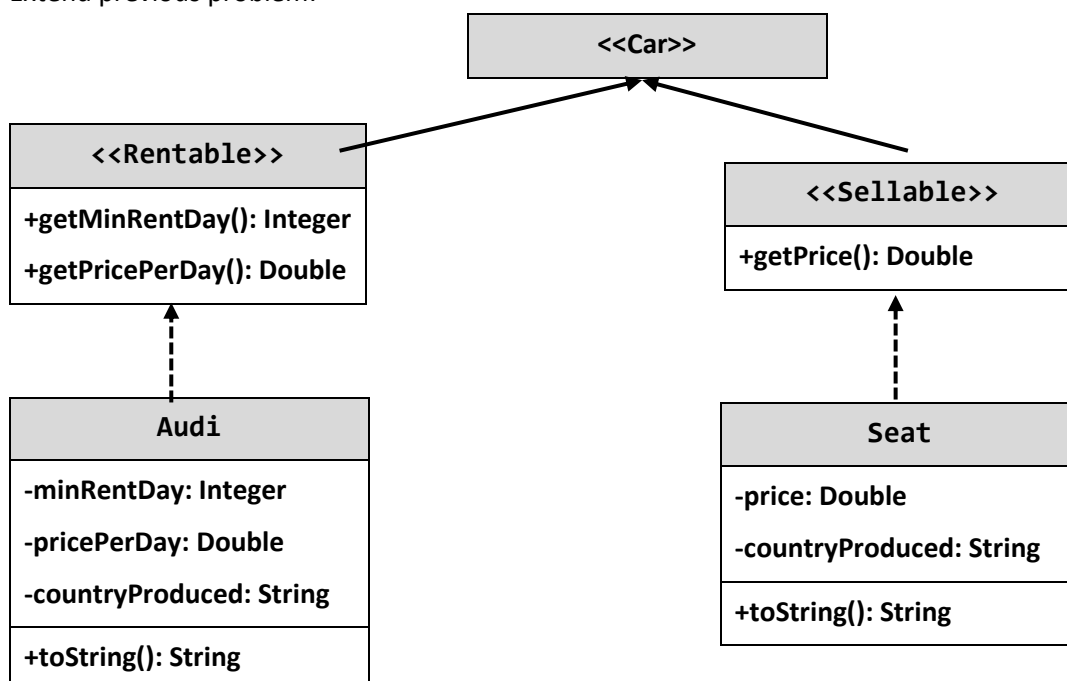 Extend previous problem:
<<Car>>
<<Rentable>>
+getMinRentDay(): Integer
+getPricePerDay(): Double
<<Sellable>>
+getPrice(): Double
Audi
-minRentDay: Integer
-pricePerDay: Double
-countryProduced: String
+toString(): String
Seat
-price: Double
-countryProduced: String
+toString(): String